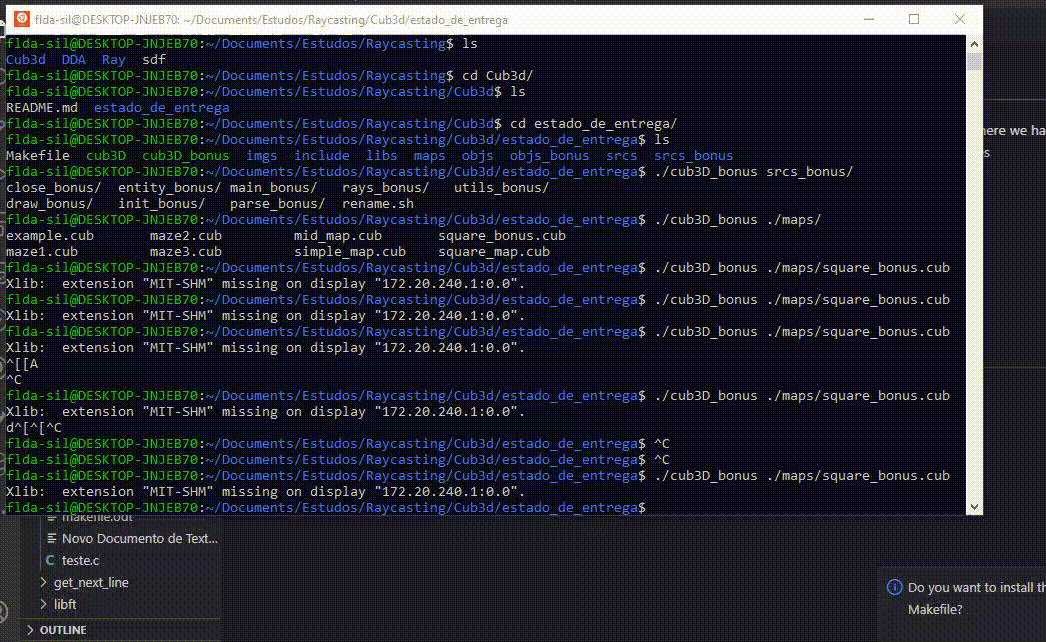 flda-sil@DESKTOP-JNJEB70: ~/Documents/Estudos/Raycasting/Cub3d/estado_de_entrega
flda-sil@DESKTOP-JNJEB70:~/Documents/Estudos/Raycasting$ ls
Cub3d  DDA  Ray  sdf
flda-sil@DESKTOP-JNJEB70:~/Documents/Estudos/Raycasting$ cd Cub3d/
flda-sil@DESKTOP-JNJEB70:~/Documents/Estudos/Raycasting/Cub3d$ ls
README.md  estado_de_entrega
flda-sil@DESKTOP-JNJEB70:~/Documents/Estudos/Raycasting/Cub3d$ cd estado_de_entrega/
flda-sil@DESKTOP-JNJEB70:~/Documents/Estudos/Raycasting/Cub3d/estado_de_entrega$ ls
Makefile  cub3D  cub3D_bonus  imgs  include  libs  maps  objs  objs_bonus  srcs  srcs_bonus
flda-sil@DESKTOP-JNJEB70:~/Documents/Estudos/Raycasting/Cub3d/estado_de_entrega$ ./cub3D_bonus srcs_bonus/
close_bonus/  entity_bonus/ main_bonus/   rays_bonus/   utils_bonus/
draw_bonus/   init_bonus/   parse_bonus/  rename.sh
flda-sil@DESKTOP-JNJEB70:~/Documents/Estudos/Raycasting/Cub3d/estado_de_entrega$ ./cub3D_bonus ./maps/
example.cub       maze2.cub         mid_map.cub       square_bonus.cub
maze1.cub         maze3.cub         simple_map.cub    square_map.cub
flda-sil@DESKTOP-JNJEB70:~/Documents/Estudos/Raycasting/Cub3d/estado_de_entrega$ ./cub3D_bonus ./maps/square_bonus.cub
Xlib:  extension "MIT-SHM" missing on display "172.20.240.1:0.0".
flda-sil@DESKTOP-JNJEB70:~/Documents/Estudos/Raycasting/Cub3d/estado_de_entrega$ ./cub3D_bonus ./maps/square_bonus.cub
Xlib:  extension "MIT-SHM" missing on display "172.20.240.1:0.0".
flda-sil@DESKTOP-JNJEB70:~/Documents/Estudos/Raycasting/Cub3d/estado_de_entrega$ ./cub3D_bonus ./maps/square_bonus.cub
Xlib:  extension "MIT-SHM" missing on display "172.20.240.1:0.0".
^[[A
^C
flda-sil@DESKTOP-JNJEB70:~/Documents/Estudos/Raycasting/Cub3d/estado_de_entrega$ ./cub3D_bonus ./maps/square_bonus.cub
Xlib:  extension "MIT-SHM" missing on display "172.20.240.1:0.0".
d^[^[^C
flda-sil@DESKTOP-JNJEB70:~/Documents/Estudos/Raycasting/Cub3d/estado_de_entrega$ ^C
flda-sil@DESKTOP-JNJEB70:~/Documents/Estudos/Raycasting/Cub3d/estado_de_entrega$ ^C
flda-sil@DESKTOP-JNJEB70:~/Documents/Estudos/Raycasting/Cub3d/estado_de_entrega$ ./cub3D_bonus ./maps/square_bonus.cub
Xlib:  extension "MIT-SHM" missing on display "172.20.240.1:0.0".
flda-sil@DESKTOP-JNJEB70:~/Documents/Estudos/Raycasting/Cub3d/estado_de_entrega$
here we ha
makefile.odt
Novo Documento de Text...
C teste.c
get_next_line
libft
OUTLINE
Do you want to install th
Makefile?